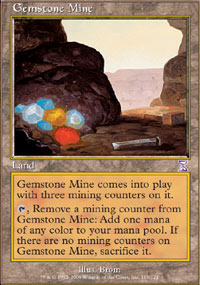 Gemstone Mine
Land
Gemstone Mine comes into play
with three mining counters on it.
, Remove a mining counter from
Gemstone Mine: Add one mana
of any color to your mana pool. If
there are no mining counters on
Gemstone Mine, sacrifice it.
Illus. Brom